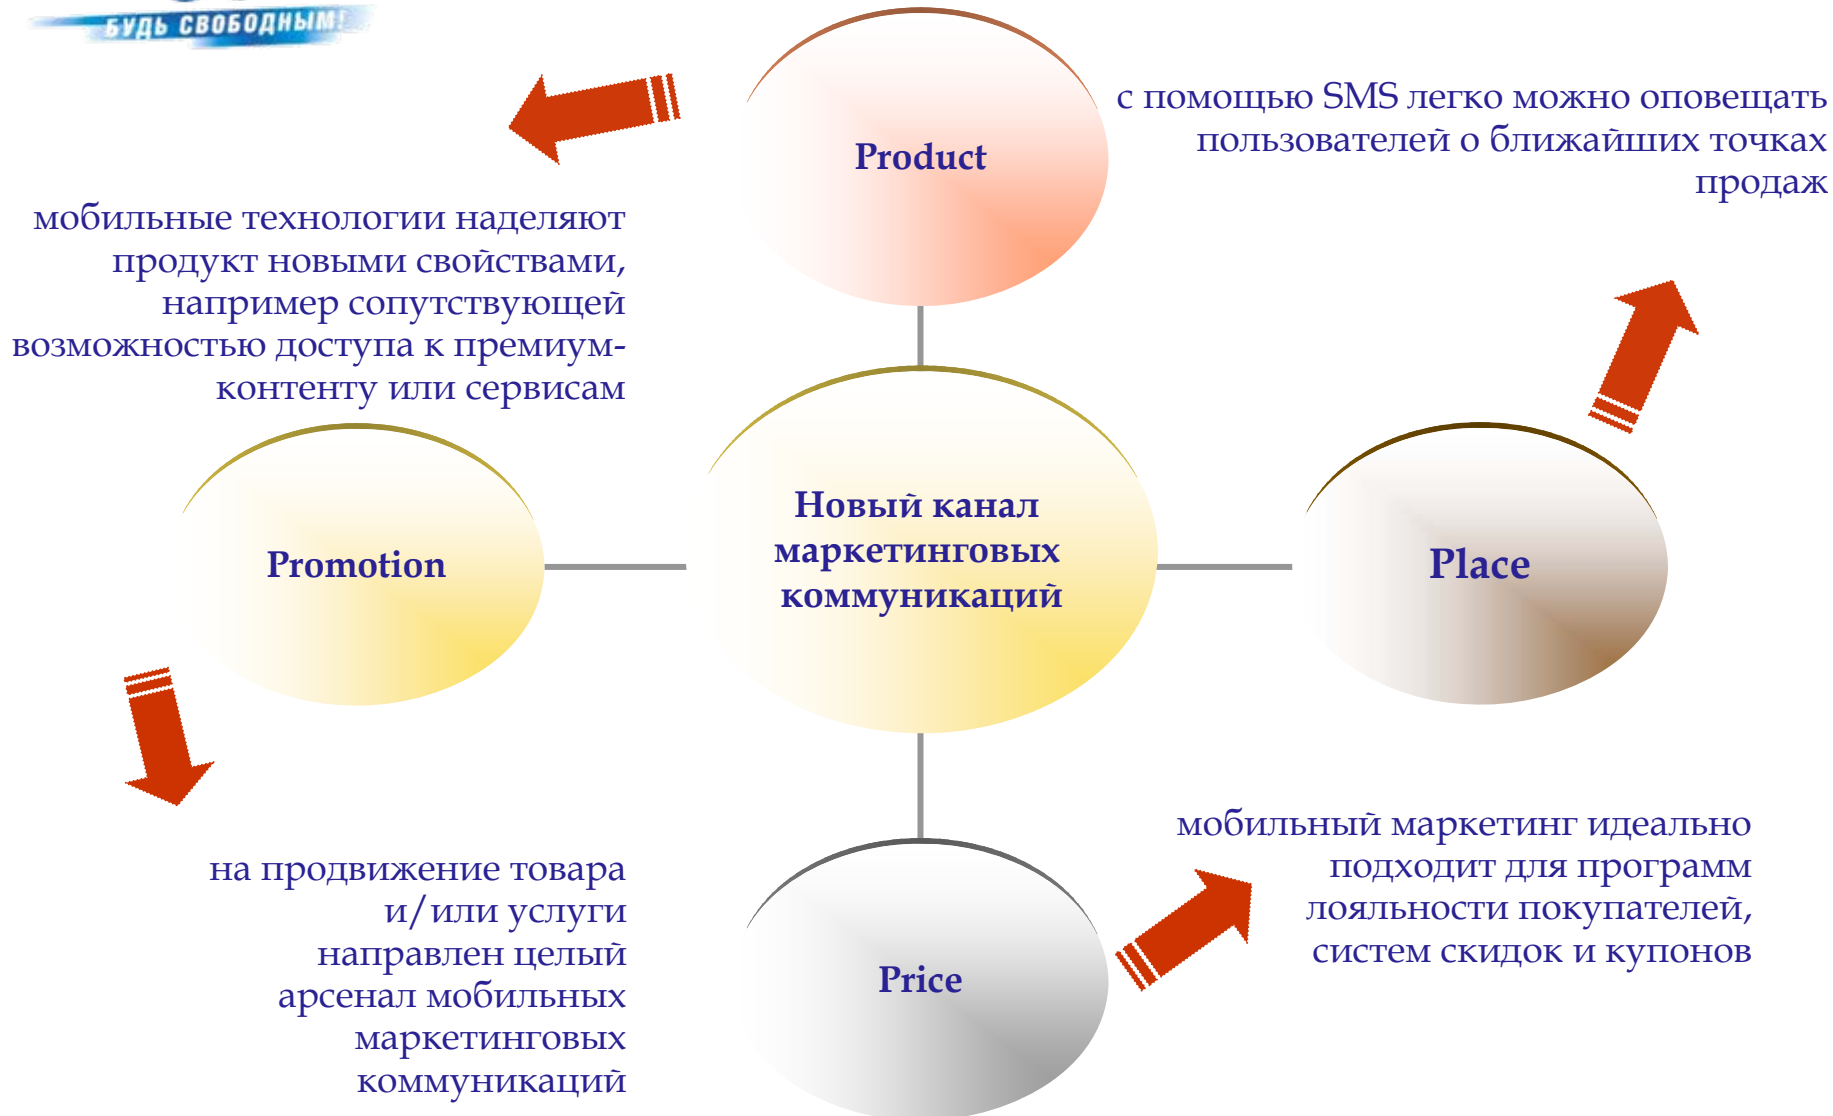 БУДЬ СВОБОДНЫМ!
Product
с помощью SMS легко можно оповещать
пользователей о ближайших точках
продаж
мобильные технологии наделяют
продукт новыми свойствами,
например сопутствующей
возможностью доступа к премиум-
контенту или сервисам
Новый канал
маркетинговых
коммуникаций
Promotion
Place
на продвижение товара
и/или услуги
направлен целый
арсенал мобильных
маркетинговых
коммуникаций
Price
мобильный маркетинг идеально
подходит для программ
лояльности покупателей,
систем скидок и купонов